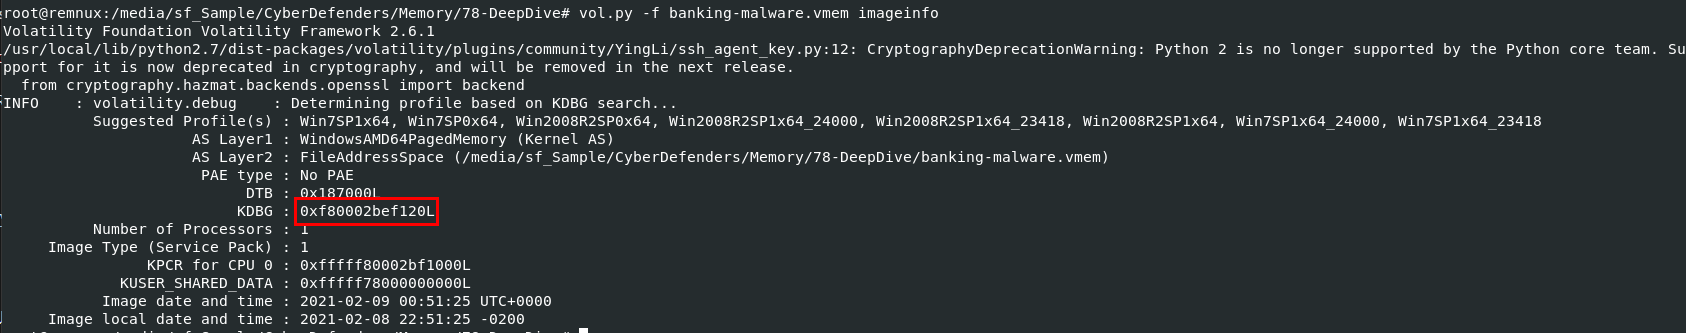 root@remnux:/media/sf_Sample/CyberDefenders/Memory/78-DeepDive# vol.py -f banking-malware.vmem imageinfo
Volatility Foundation Volatility Framework 2.6.1
/usr/local/lib/python2.7/dist-packages/volatility/plugins/community/YingLi/ssh_agent_key.py:12: CryptographyDeprecationWarning: Python 2 is no longer supported by the Python core team. Su
pport for it is now deprecated in cryptography, and will be removed in the next release.
from cryptography.hazmat.backends.openssl import backend
INFO    : volatility.debug    : Determining profile based on KDBG search...
Suggested Profile(s) : Win7SP1x64, Win7SP0x64, Win2008R2SP0x64, Win2008R2SP1x64_24000, Win2008R2SP1x64_23418, Win2008R2SP1x64, Win7SP1x64_24000, Win7SP1x64_23418
AS Layer1 : WindowsAMD64PagedMemory (Kernel AS)
AS Layer2 : FileAddressSpace (/media/sf_Sample/CyberDefenders/Memory/78-DeepDive/banking-malware.vmem)
PAE type : No PAE
DTB : 0x187000L
KDBG : 0xf80002bef120L
Number of Processors : 1
Image Type (Service Pack) : 1
KPCR for CPU 0 : 0xfffff80002bf1000L
KUSER_SHARED_DATA : 0xfffff78000000000L
Image date and time : 2021-02-09 00:51:25 UTC+0000
Image local date and time : 2021-02-08 22:51:25 -0200